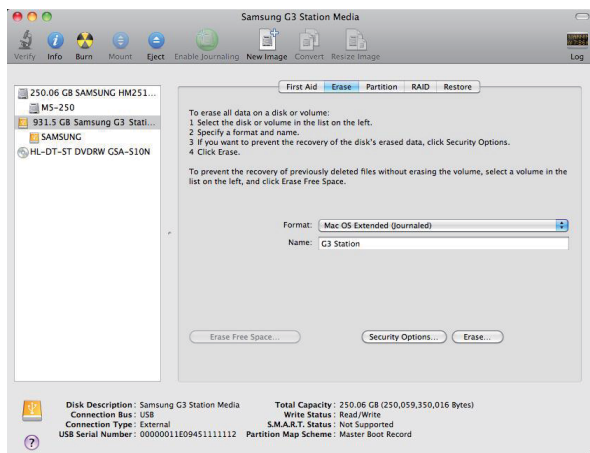 Samsung G3 Station Media
Verify Info Burn Mount Eject Enable Journaling New Image Convert Resize Image Log
First Aid Erase Partition RAID Restore
250.06 GB SAMSUNG HM251...
M5-250
931.5 GB Samsung G3 Stati...
SAMSUNG
HL-DT-ST DVDRW GSA-S10N
To erase all data on a disk or volume:
1 Select the disk or volume in the list on the left.
2 Specify a format and name.
3 If you want to prevent the recovery of the disk's erased data, click Security Options.
4 Click Erase.
To prevent the recovery of previously deleted files without erasing the volume, select a volume in the
list on the left, and click Erase Free Space.
Format: Mac OS Extended (Journaled)
Name: G3 Station
Erase Free Space... Security Options... Erase...
Disk Description : Samsung G3 Station Media Total Capacity : 250.06 GB (250,059,350,016 Bytes)
Connection Bus : USB Write Status : Read/Write
Connection Type : External S.M.A.R.T. Status : Not Supported
USB Serial Number : 00000011E09451111112 Partition Map Scheme : Master Boot Record
?